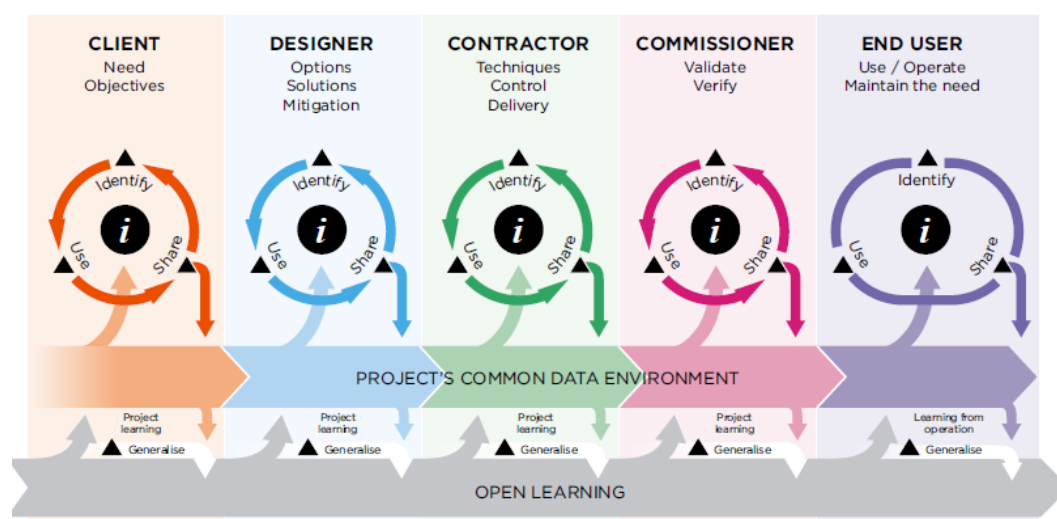 CLIENT
Need
Objectives
Identify
i
Use
Share
DESIGNER
Options
Solutions
Mitigation
Identify
i
Use
Share
CONTRACTOR
Techniques
Control
Delivery
Identify
i
Use
Share
COMMISSIONER
Validate
Verify
Identify
i
Use
Share
END USER
Use / Operate
Maintain the need
Identify
i
Use
Share
PROJECT'S COMMON DATA ENVIRONMENT
Project
learning
Generalise
Project
learning
Generalise
Project
learning
Generalise
Project
learning
Generalise
Learning from
operation
Generalise
OPEN LEARNING